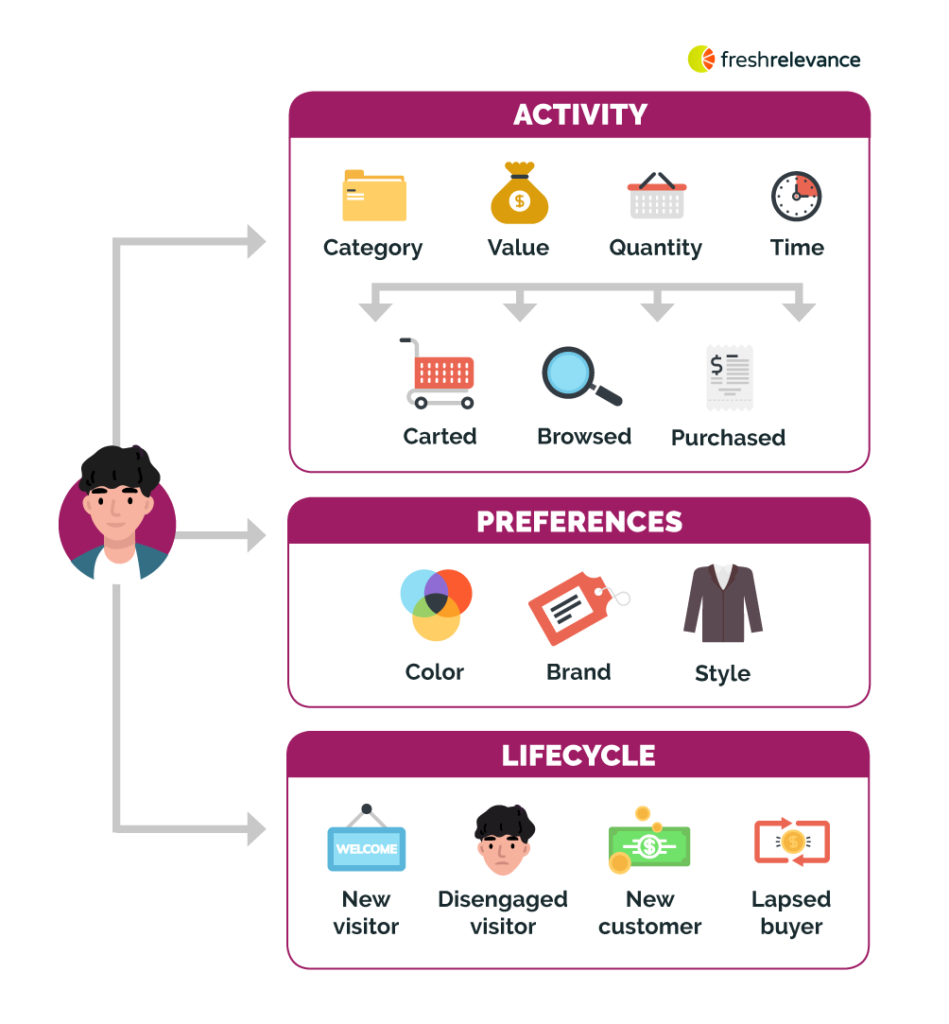 freshrelevance
ACTIVITY
Category
Value
Quantity
Time
$
Carted
Browsed
Purchased
$
PREFERENCES
Color
Brand
Style
LIFECYCLE
WELCOME
$
$
New
visitor
Disengaged
visitor
New
customer
Lapsed
buyer